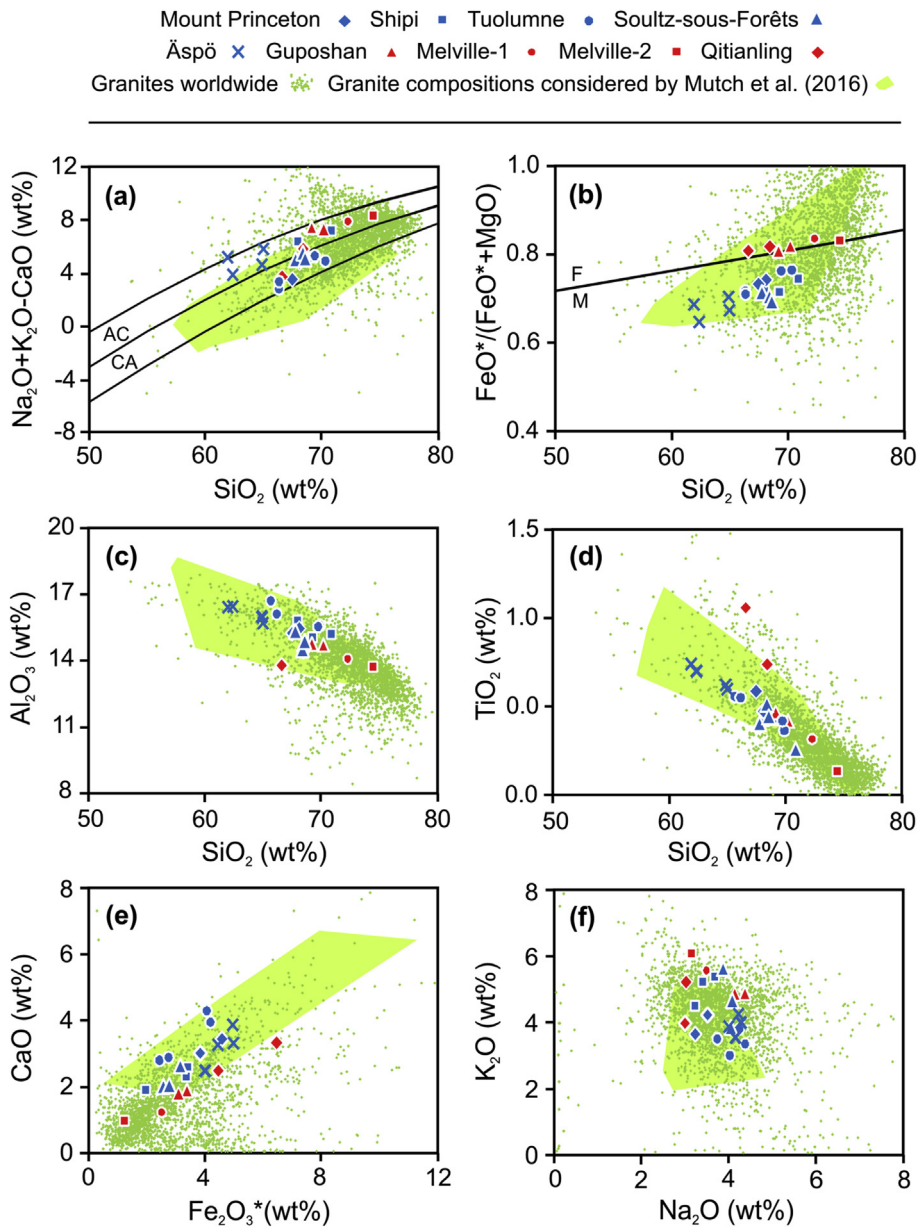 Mount Princeton Shipi Tuolumne Soultz-sous-Forêts
Äspö Guposhan Melville-1 Melville-2 Qitianling
Granites worldwide Granite compositions considered by Mutch et al. (2016)
12
8
4
0
-4
-8
Na₂O+K₂O-CaO (wt%)
(a)
AC
CA
50 60 70 80
SiO₂ (wt%)
1.0
0.8
0.6
0.4
FeO*/(FeO*+MgO)
(b)
F
M
50 60 70 80
SiO₂ (wt%)
20
17
14
11
8
Al₂O₃ (wt%)
(c)
50 60 70 80
SiO₂ (wt%)
1.5
1.0
0.0
0.0
TiO₂ (wt%)
(d)
50 60 70 80
SiO₂ (wt%)
8
6
4
2
0
CaO (wt%)
(e)
0 4 8 12
Fe₂O₃*(wt%)
8
6
4
2
0
K₂O (wt%)
(f)
0 2 4 6 8
Na₂O (wt%)